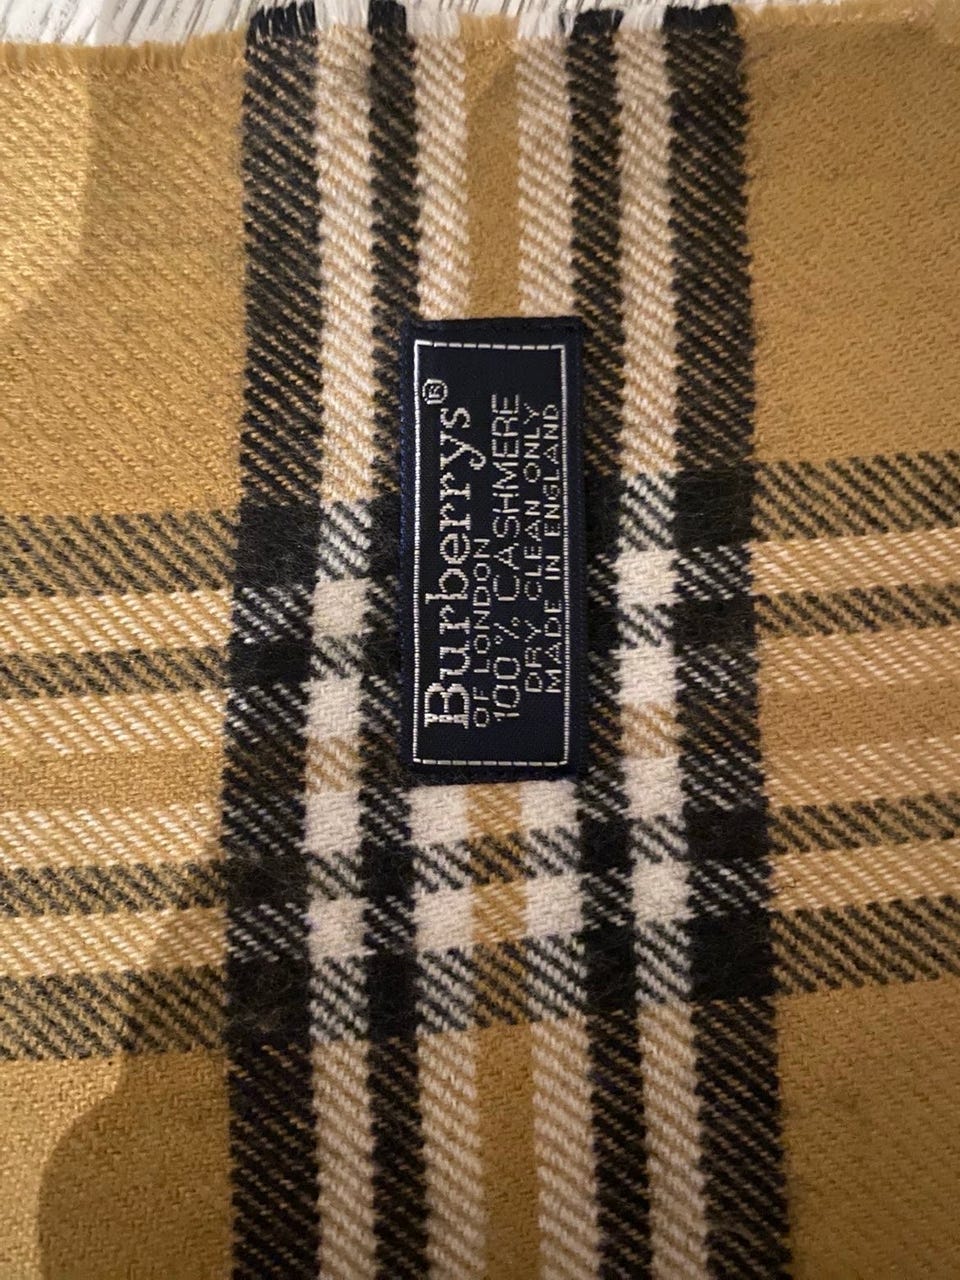 Burberrys®
OF LONDON
100% CASHMERE
DRY CLEAN ONLY
MADE IN ENGLAND